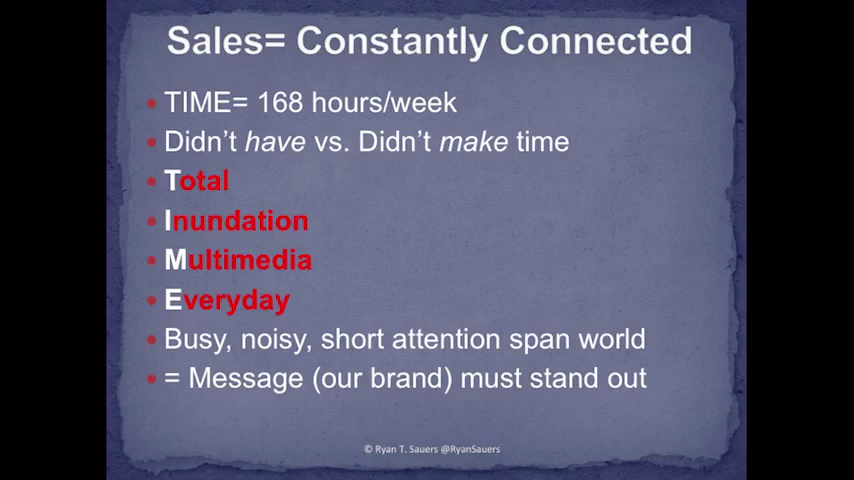 Sales= Constantly Connected
• TIME= 168 hours/week
• Didn't have vs. Didn't make time
• Total
• Inundation
• Multimedia
• Everyday
• Busy, noisy, short attention span world
• = Message (our brand) must stand out
© Ryan T. Sauers @RyanSauers